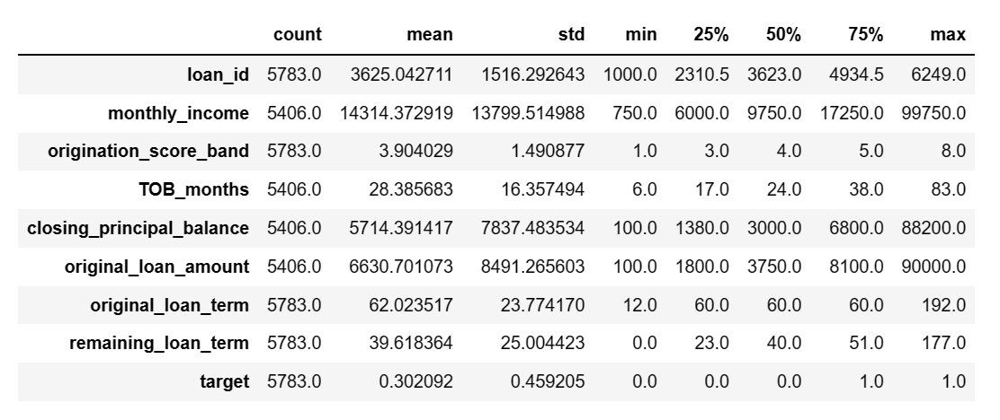 count mean std min 25% 50% 75% max
loan_id 5783.0 3625.042711 1516.292643 1000.0 2310.5 3623.0 4934.5 6249.0
monthly_income 5406.0 14314.372919 13799.514988 750.0 6000.0 9750.0 17250.0 99750.0
origination_score_band 5783.0 3.904029 1.490877 1.0 3.0 4.0 5.0 8.0
TOB_months 5406.0 28.385683 16.357494 6.0 17.0 24.0 38.0 83.0
closing_principal_balance 5406.0 5714.391417 7837.483534 100.0 1380.0 3000.0 6800.0 88200.0
original_loan_amount 5406.0 6630.701073 8491.265603 100.0 1800.0 3750.0 8100.0 90000.0
original_loan_term 5783.0 62.023517 23.774170 12.0 60.0 60.0 60.0 192.0
remaining_loan_term 5783.0 39.618364 25.004423 0.0 23.0 40.0 51.0 177.0
target 5783.0 0.302092 0.459205 0.0 0.0 0.0 1.0 1.0